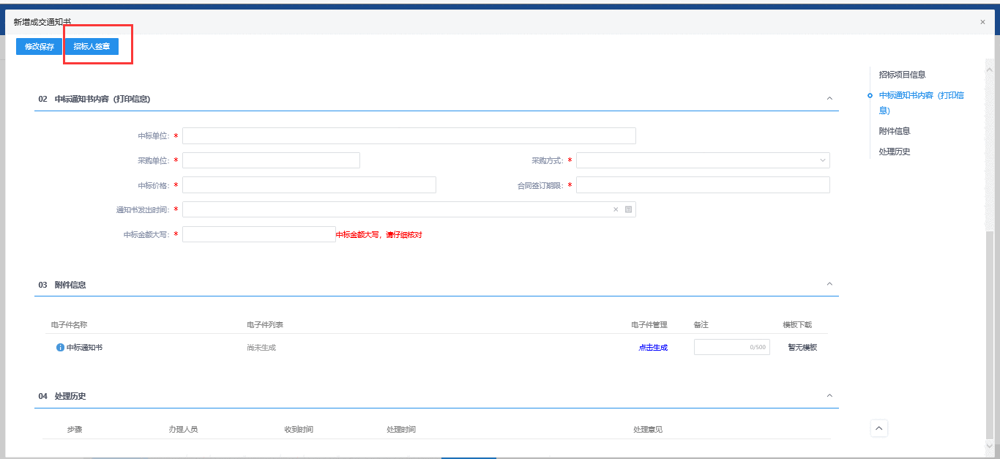 新增成交通知书
×
修改保存
招标人签章
招标项目信息
中标通知书内容（打印信
息）
附件信息
处理历史
02 中标通知书内容（打印信息）
中标单位: *
采购单位: *
采购方式: *
中标价格: *
合同签订期限: *
通知书发出时间: *
中标金额大写: *
中标金额大写，请仔细核对
03 附件信息
电子件名称 电子件列表 电子件管理 备注 模板下载
中标通知书 尚未生成 点击生成 0/500 暂无模板
04 处理历史
步骤 办理人员 收到时间 处理时间 处理意见